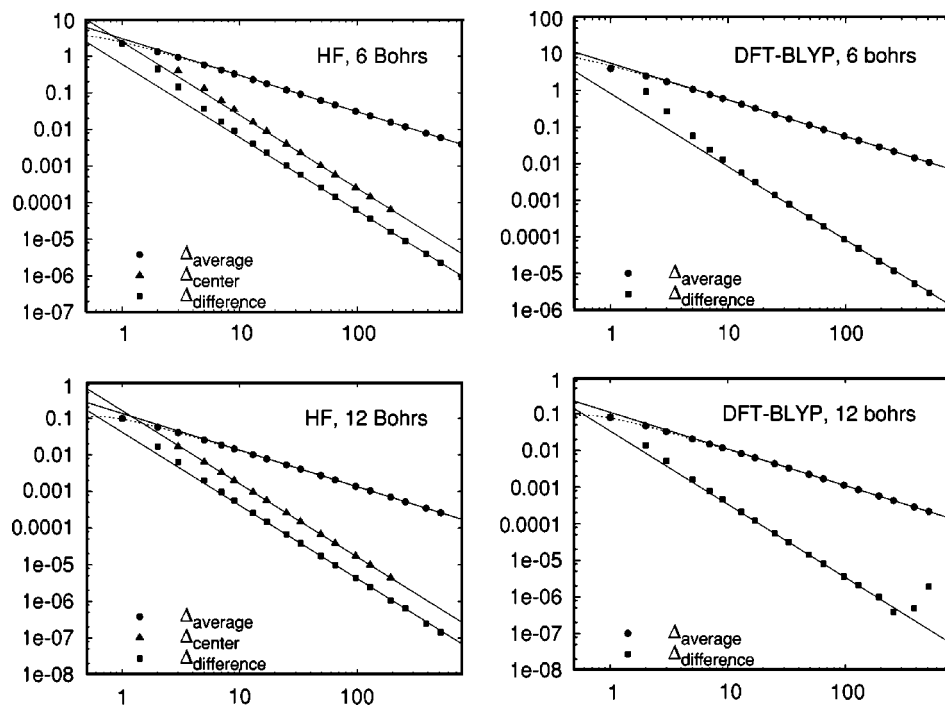 HF, 6 Bohrs
10
1
0.1
0.01
0.001
0.0001
1e-05
1e-06
1e-07
Δaverage
Δcenter
Δdifference
1 10 100
DFT-BLYP, 6 bohrs
100
10
1
0.1
0.01
0.001
0.0001
1e-05
1e-06
Δaverage
Δdifference
1 10 100
HF, 12 Bohrs
1
0.1
0.01
0.001
0.0001
1e-05
1e-06
1e-07
1e-08
Δaverage
Δcenter
Δdifference
1 10 100
DFT-BLYP, 12 bohrs
1
0.1
0.01
0.001
0.0001
1e-05
1e-06
1e-07
1e-08
Δaverage
Δdifference
1 10 100